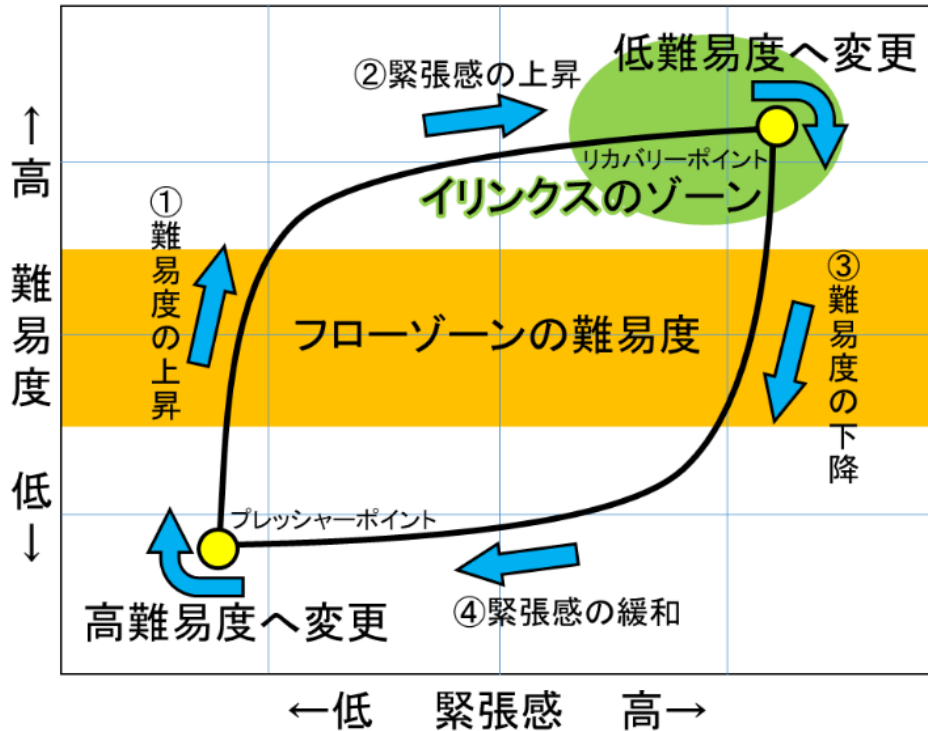 低難易度へ変更
②緊張感の上昇
リカバリーポイント
イリンクスのゾーン
①難易度の上昇
↑高 難易度 低↓
フローゾーンの難易度
③難易度の下降
プレッシャーポイント
高難易度へ変更
④緊張感の緩和
←低 緊張感 高→